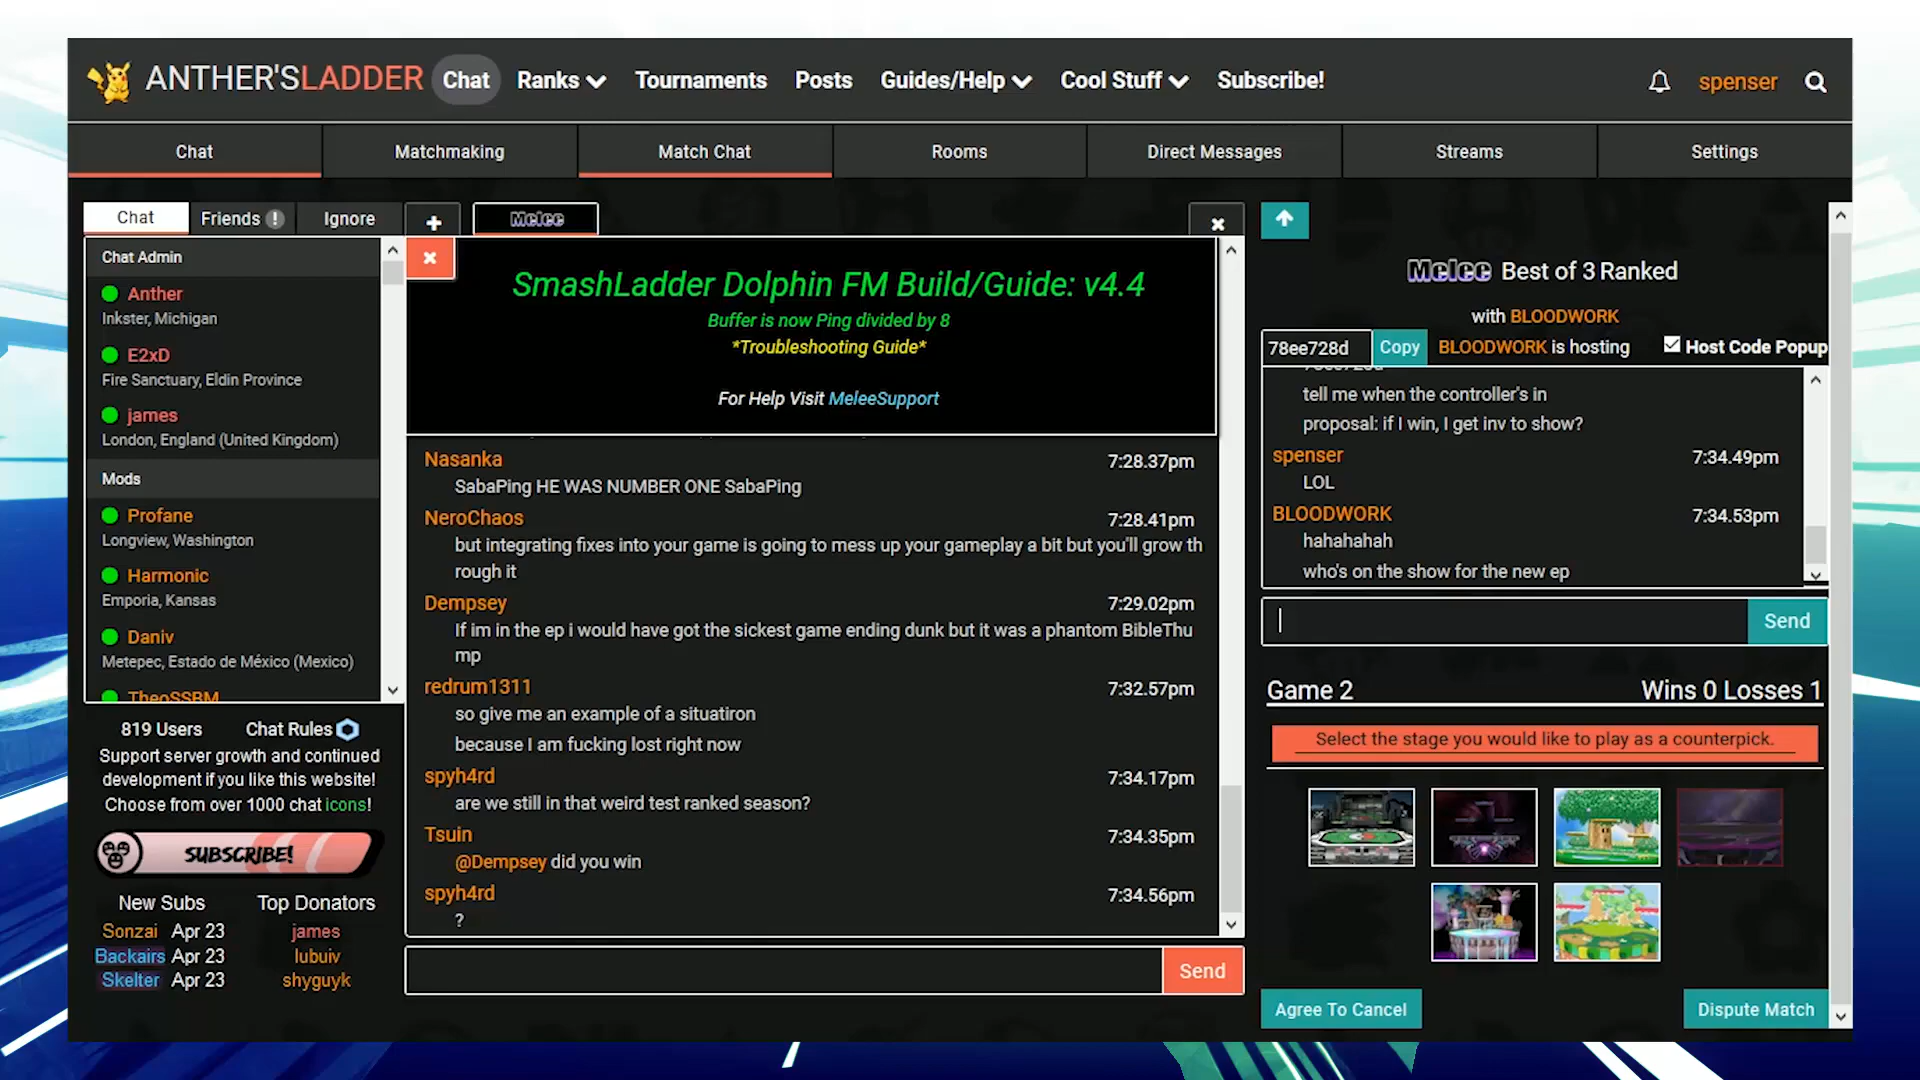 ANTHER'SLADDER Chat Ranks Tournaments Posts Guides/Help Cool Stuff Subscribe! spenser
Chat Matchmaking Match Chat Rooms Direct Messages Streams Settings
Chat Friends ! Ignore
Chat Admin
Anther
Inkster, Michigan
E2xD
Fire Sanctuary, Eldin Province
james
London, England (United Kingdom)
Mods
Profane
Longview, Washington
Harmonic
Emporia, Kansas
Daniv
Metepec, Estado de México (Mexico)
TheoSSBM
819 Users Chat Rules
Support server growth and continued
development if you like this website!
Choose from over 1000 chat icons!
SUBSCRIBE!
New Subs Top Donators
Sonzai Apr 23 james
Backairs Apr 23 lubuiv
Skelter Apr 23 shyguyk
+ Melee x
x
SmashLadder Dolphin FM Build/Guide: v4.4
Buffer is now Ping divided by 8
*Troubleshooting Guide*
For Help Visit MeleeSupport
Nasanka 7:28.37pm
SabaPing HE WAS NUMBER ONE SabaPing
NeroChaos 7:28.41pm
but integrating fixes into your game is going to mess up your gameplay a bit but you'll grow th
rough it
Dempsey 7:29.02pm
If im in the ep i would have got the sickest game ending dunk but it was a phantom BibleThu
mp
redrum1311 7:32.57pm
so give me an example of a situatiron
because I am fucking lost right now
spyh4rd 7:34.17pm
are we still in that weird test ranked season?
Tsuin 7:34.35pm
@Dempsey did you win
spyh4rd 7:34.56pm
?
Send
Melee Best of 3 Ranked
with BLOODWORK
78ee728d Copy BLOODWORK is hosting Host Code Popup
78ee728d
tell me when the controller's in
proposal: if I win, I get inv to show?
spenser 7:34.49pm
LOL
BLOODWORK 7:34.53pm
hahahahah
who's on the show for the new ep
Send
Game 2 Wins 0 Losses 1
Select the stage you would like to play as a counterpick.
Agree To Cancel Dispute Match